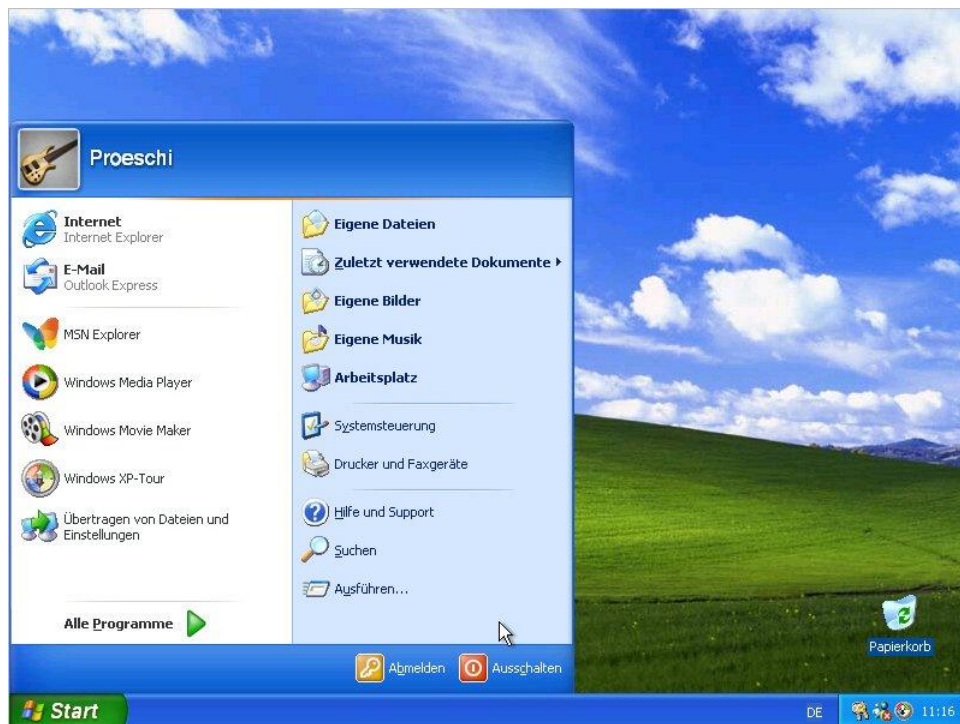 Proeschi
Internet
Internet Explorer
E-Mail
Outlook Express
MSN Explorer
Windows Media Player
Windows Movie Maker
Windows XP-Tour
Übertragen von Dateien und
Einstellungen
Alle Programme
Eigene Dateien
Zuletzt verwendete Dokumente
Eigene Bilder
Eigene Musik
Arbeitsplatz
Systemsteuerung
Drucker und Faxgeräte
Hilfe und Support
Suchen
Ausführen...
Abmelden
Ausschalten
Papierkorb
Start
DE
11:16